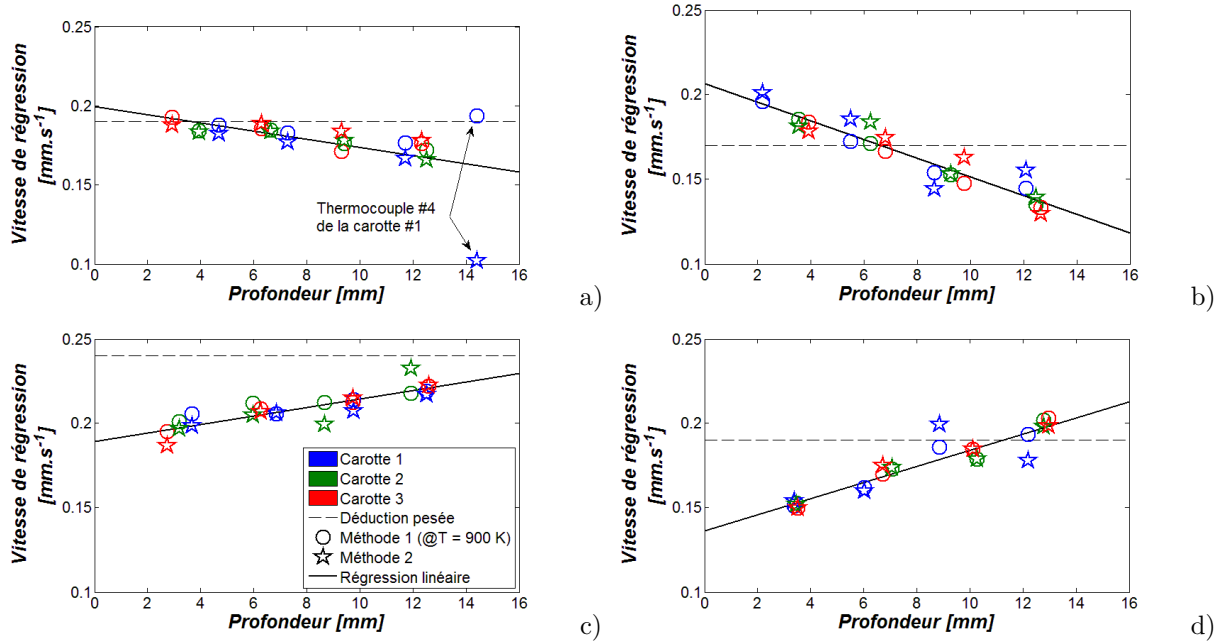 Vitesse de régression
[mm.s-1]
0.25
0.2
0.15
0.1
Thermocouple #4
de la carotte #1
0 2 4 6 8 10 12 14 16
Profondeur [mm]
a)
Vitesse de régression
[mm.s-1]
0.25
0.2
0.15
0.1
0 2 4 6 8 10 12 14 16
Profondeur [mm]
b)
Vitesse de régression
[mm.s-1]
0.25
0.2
0.15
0.1
Carotte 1
Carotte 2
Carotte 3
Déduction pesée
Méthode 1 (@T = 900 K)
Méthode 2
Régression linéaire
0 2 4 6 8 10 12 14 16
Profondeur [mm]
c)
Vitesse de régression
[mm.s-1]
0.25
0.2
0.15
0.1
0 2 4 6 8 10 12 14 16
Profondeur [mm]
d)